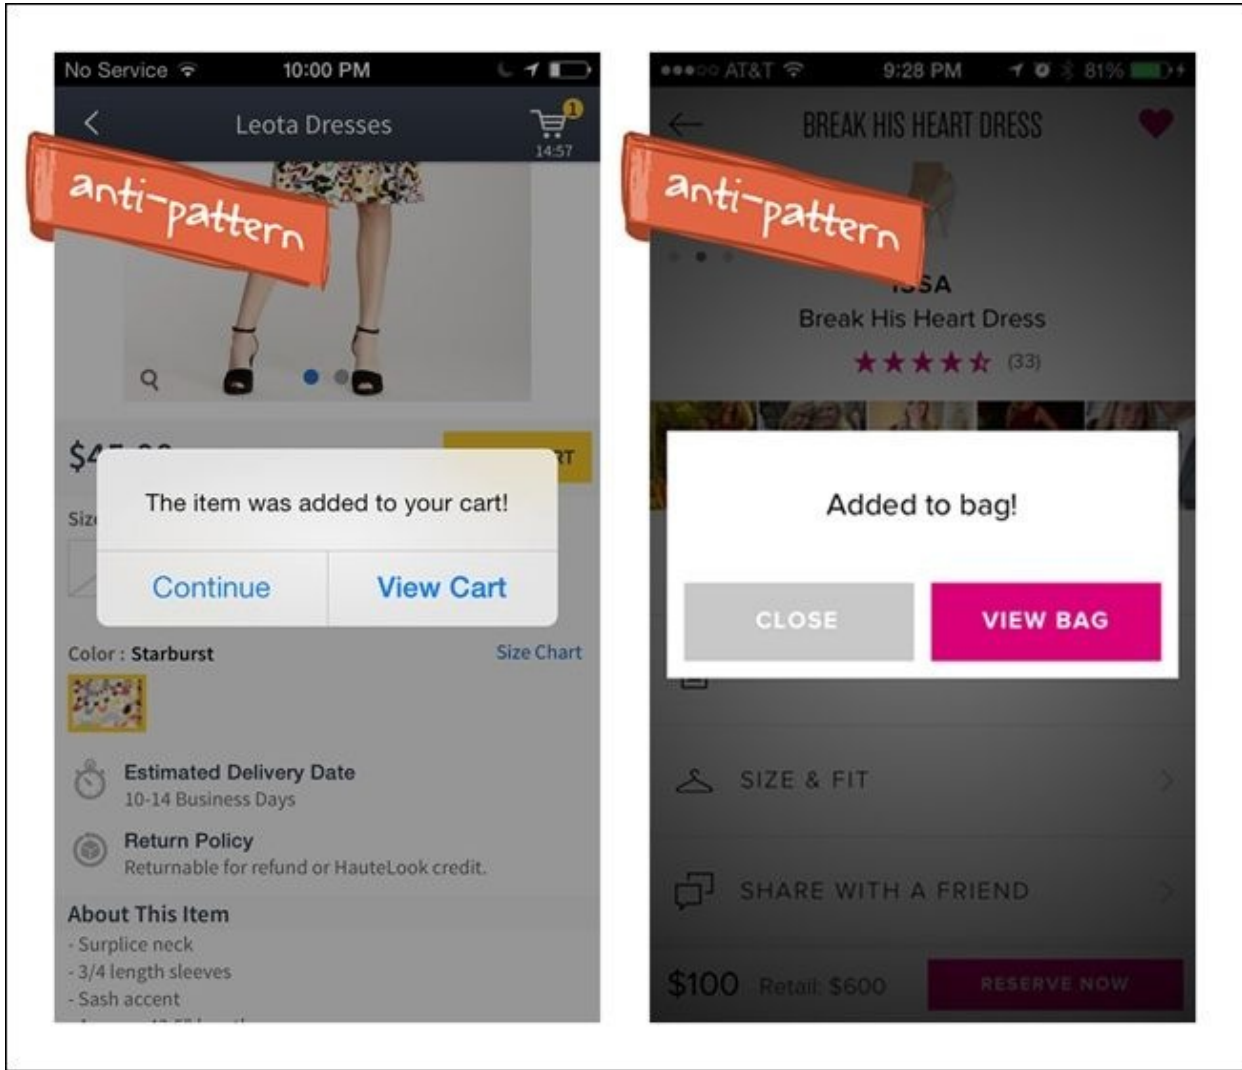 No Service
10:00 PM
Leota Dresses
1
14:57
anti-pattern
The item was added to your cart!
Continue
View Cart
Color : Starburst
Size Chart
Estimated Delivery Date
10-14 Business Days
Return Policy
Returnable for refund or HauteLook credit.
About This Item
- Surplice neck
- 3/4 length sleeves
- Sash accent
AT&T
9:28 PM
81%
BREAK HIS HEART DRESS
anti-pattern
Break His Heart Dress
(33)
Added to bag!
CLOSE
VIEW BAG
SIZE & FIT
SHARE WITH A FRIEND
$100 Retail: $600
RESERVE NOW